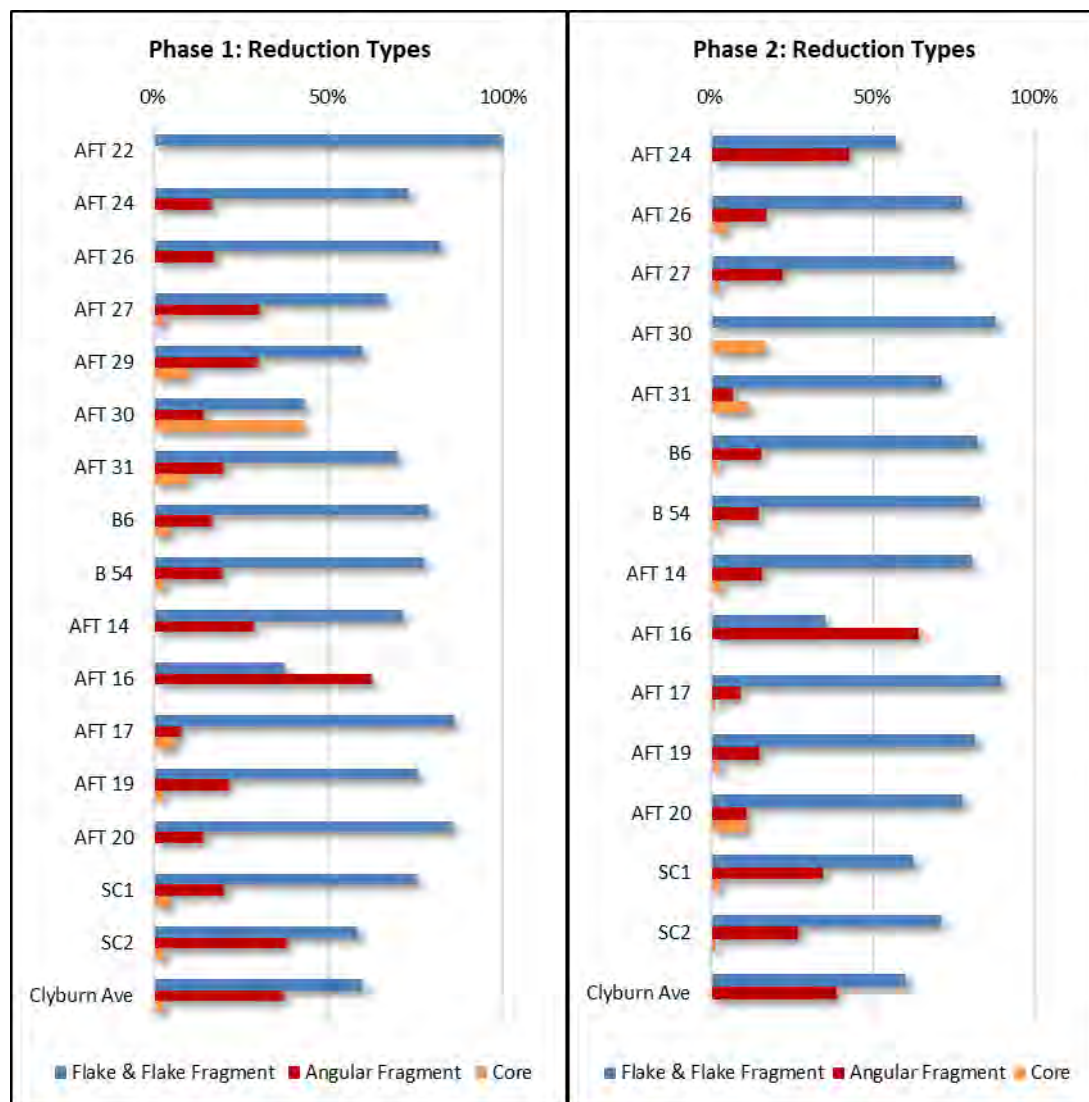 Phase 1: Reduction Types
0% 50% 100%
AFT 22
AFT 24
AFT 26
AFT 27
AFT 29
AFT 30
AFT 31
B6
B 54
AFT 14
AFT 16
AFT 17
AFT 19
AFT 20
SC1
SC2
Clyburn Ave
Flake & Flake Fragment Angular Fragment Core
Phase 2: Reduction Types
0% 50% 100%
AFT 24
AFT 26
AFT 27
AFT 30
AFT 31
B6
B 54
AFT 14
AFT 16
AFT 17
AFT 19
AFT 20
SC1
SC2
Clyburn Ave
Flake & Flake Fragment Angular Fragment Core